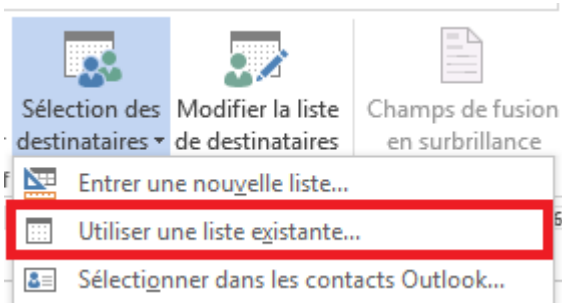 Sélection des Modifier la liste Champs de fusion
destinataires de destinataires en surbrillance
Entrer une nouvelle liste...
Utiliser une liste existante...
Sélectionner dans les contacts Outlook...